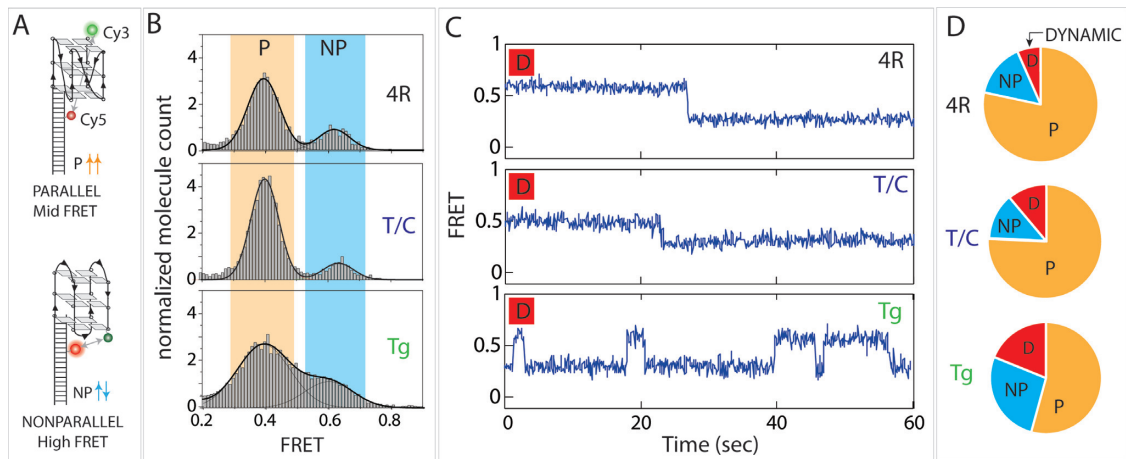 A
Cy3
Cy5
P
PARALLEL
Mid FRET
NP
NONPARALLEL
High FRET
B
P
NP
normalized molecule count
4
2
0
4R
4
2
0
T/C
4
2
0
Tg
0.2
0.4
0.6
0.8
FRET
C
FRET
1
0.5
0
D
4R
1
0.5
0
D
T/C
1
0.5
0
D
Tg
0
20
40
60
Time (sec)
D
DYNAMIC
4R
D
NP
P
T/C
D
NP
P
Tg
D
NP
P